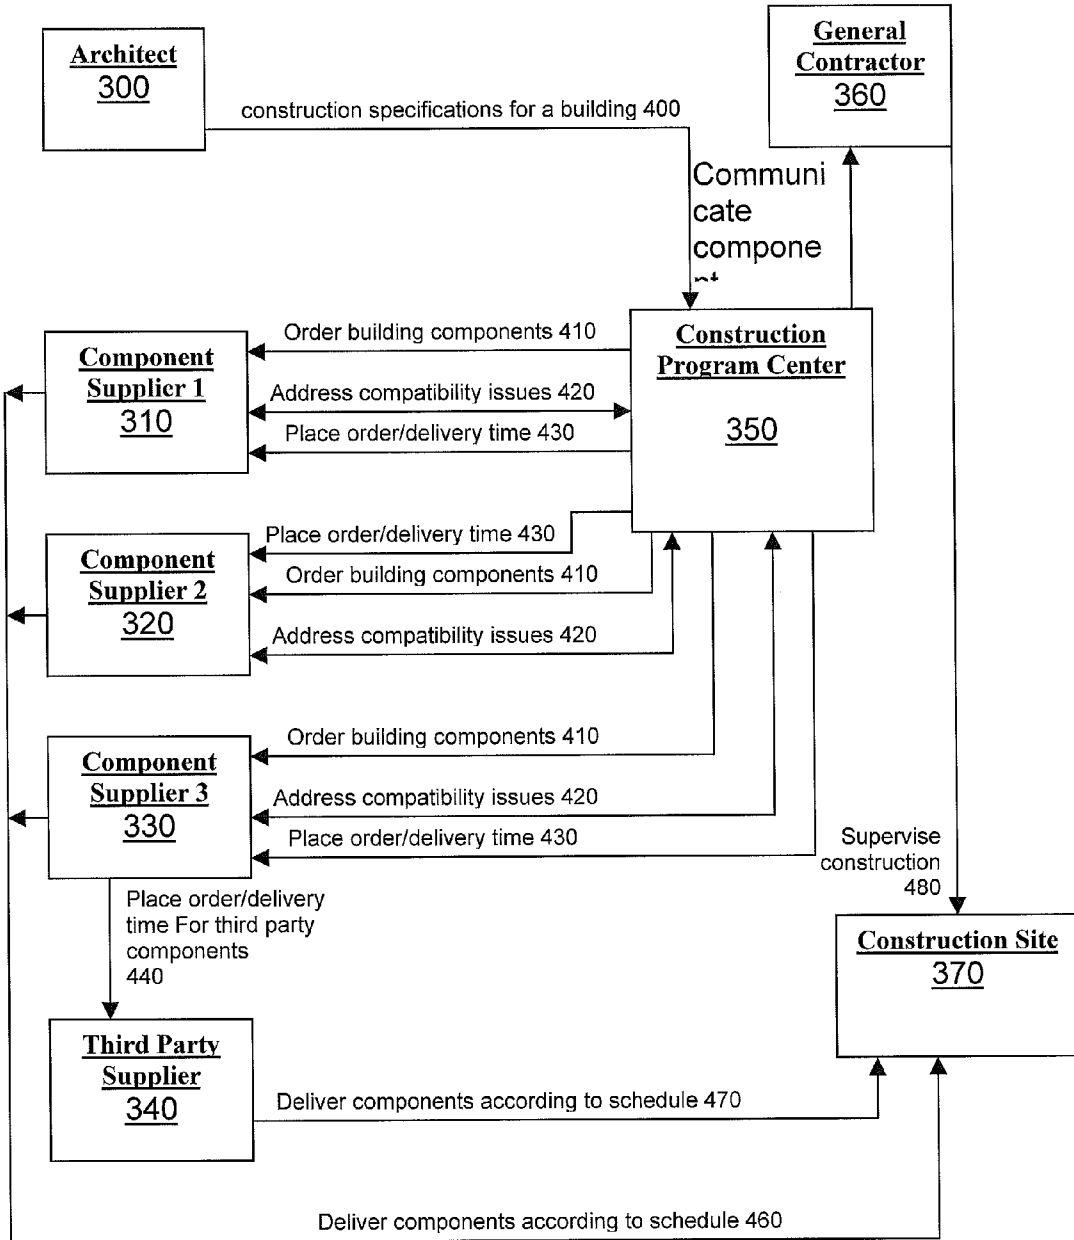 Architect
300
General
Contractor
360
construction specifications for a building 400
Communi
cate
compone
Order building components 410
Component
Supplier 1
310
Address compatibility issues 420
Place order/delivery time 430
Construction
Program Center
350
Place order/delivery time 430
Component
Supplier 2
320
Order building components 410
Address compatibility issues 420
Order building components 410
Component
Supplier 3
330
Address compatibility issues 420
Place order/delivery time 430
Supervise
construction
480
Place order/delivery
time For third party
components
440
Construction Site
370
Third Party
Supplier
340
Deliver components according to schedule 470
Deliver components according to schedule 460